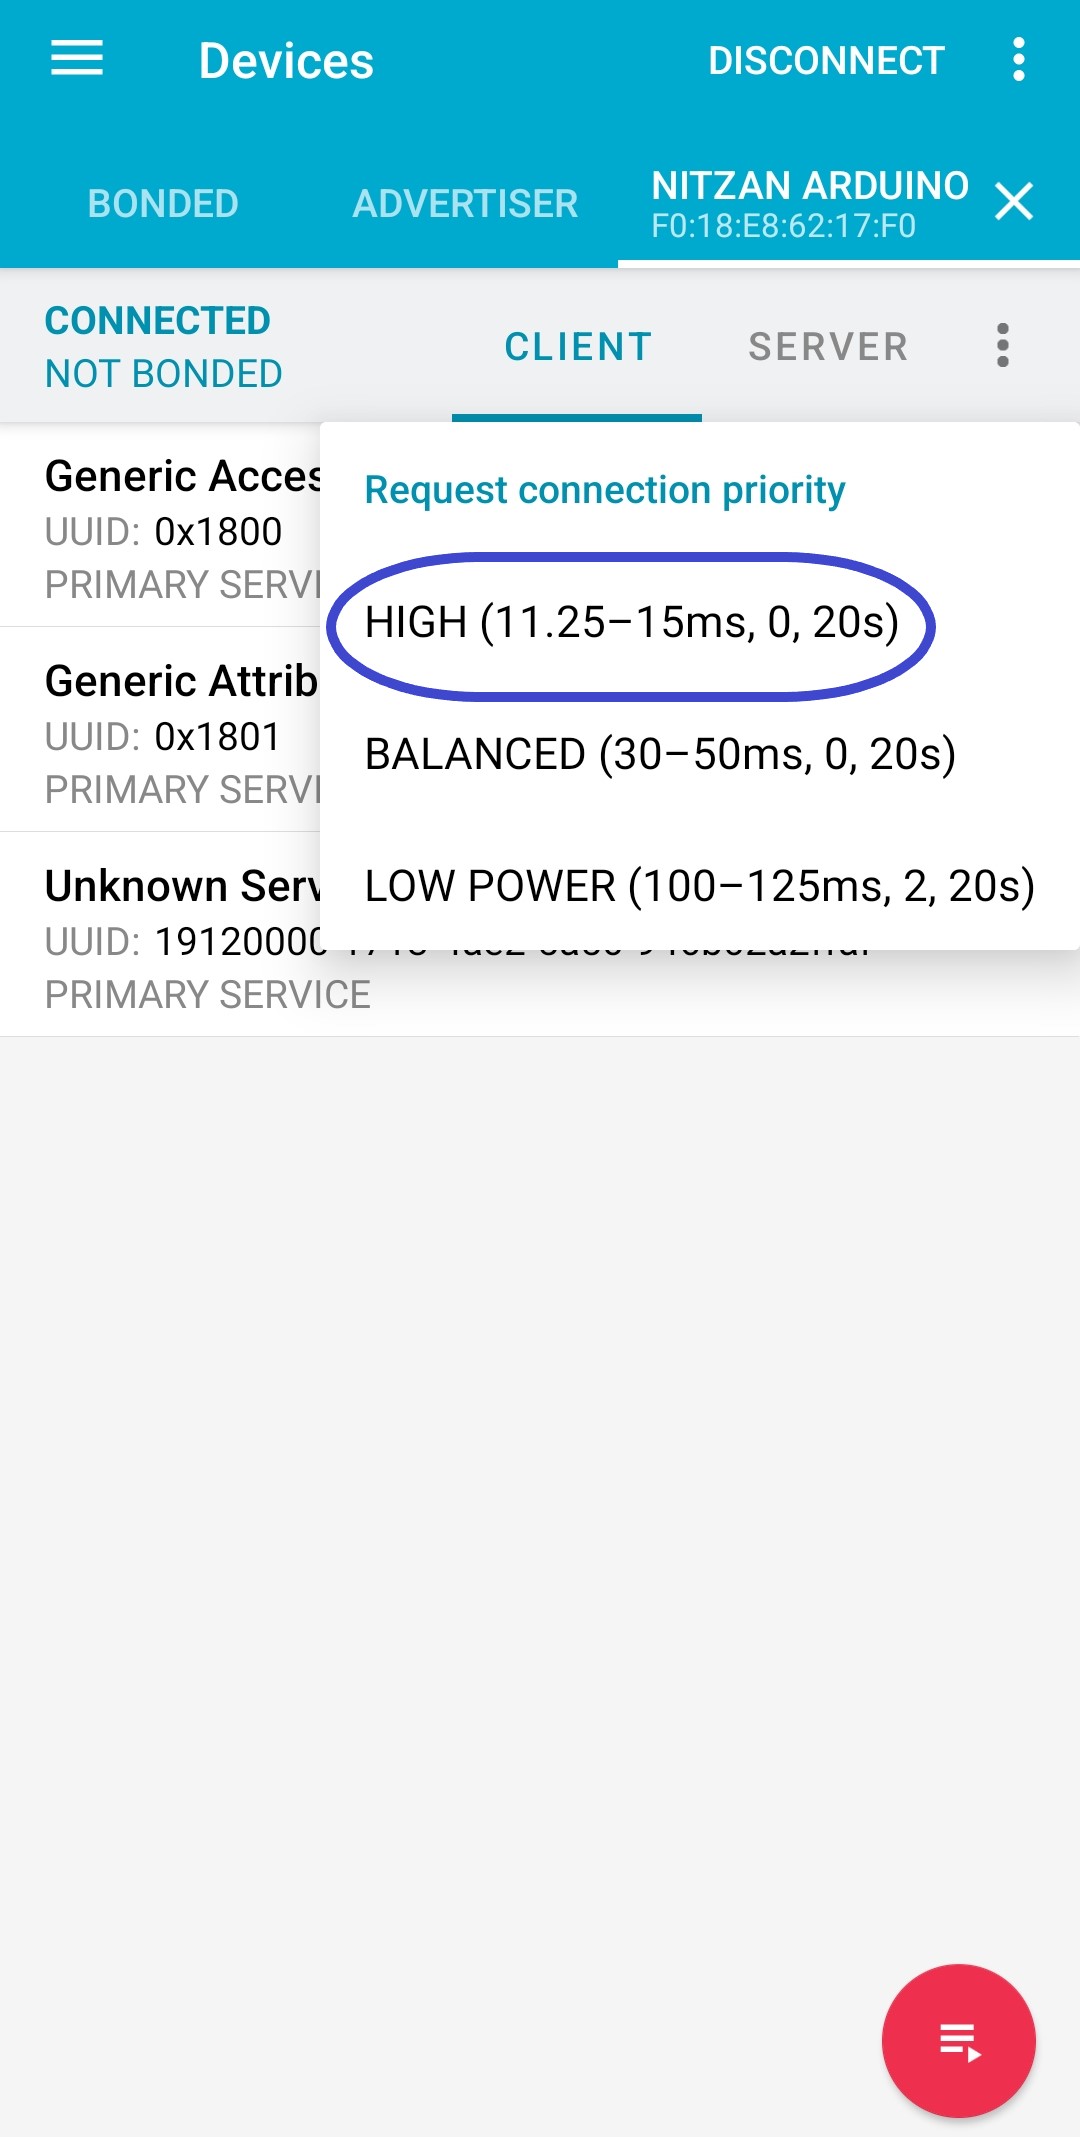 Devices
DISCONNECT
BONDED
ADVERTISER
NITZAN ARDUINO
F0:18:E8:62:17:F0
CONNECTED
NOT BONDED
CLIENT
SERVER
Request connection priority
HIGH (11.25–15ms, 0, 20s)
BALANCED (30–50ms, 0, 20s)
LOW POWER (100–125ms, 2, 20s)
Generic Acces
UUID: 0x1800
PRIMARY SERVI
Generic Attrib
UUID: 0x1801
PRIMARY SERVI
Unknown Serv
UUID: 19120000
PRIMARY SERVICE